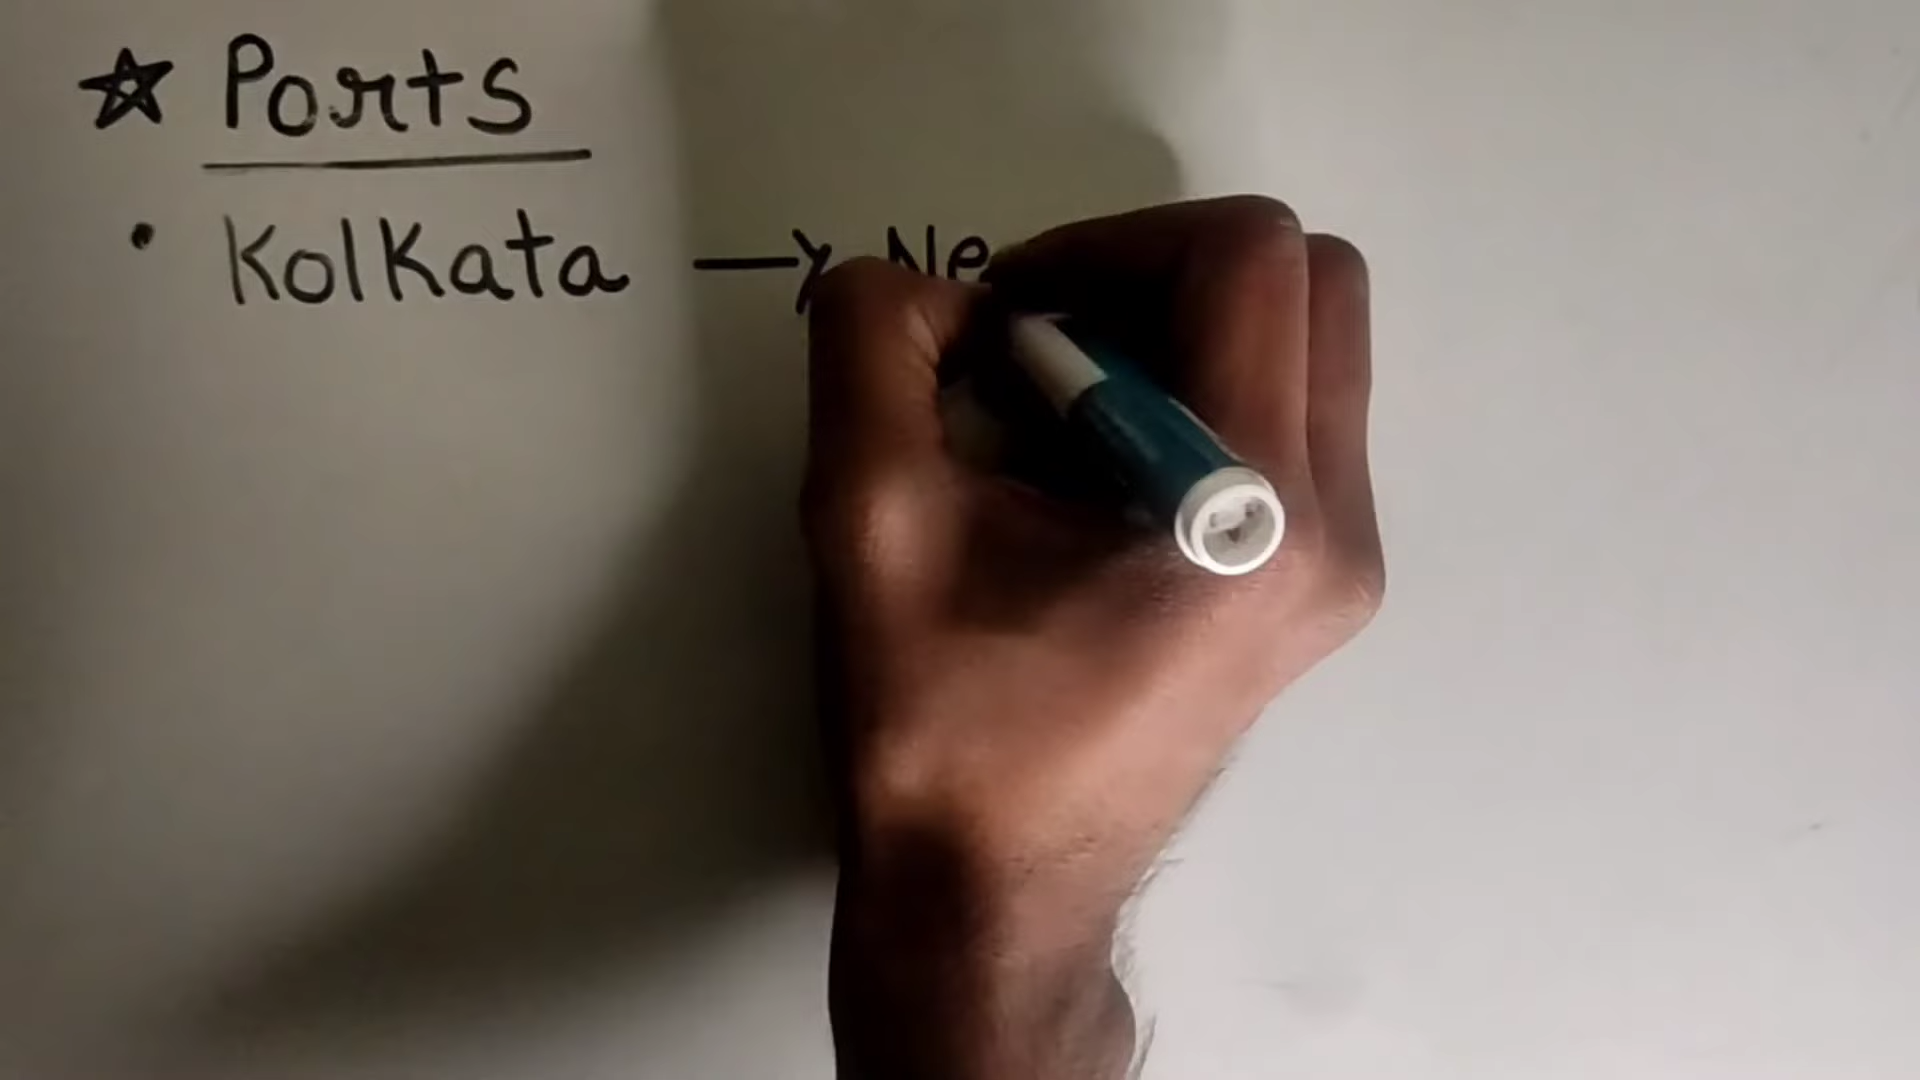 ☆ Ports
• Kolkata → Ne